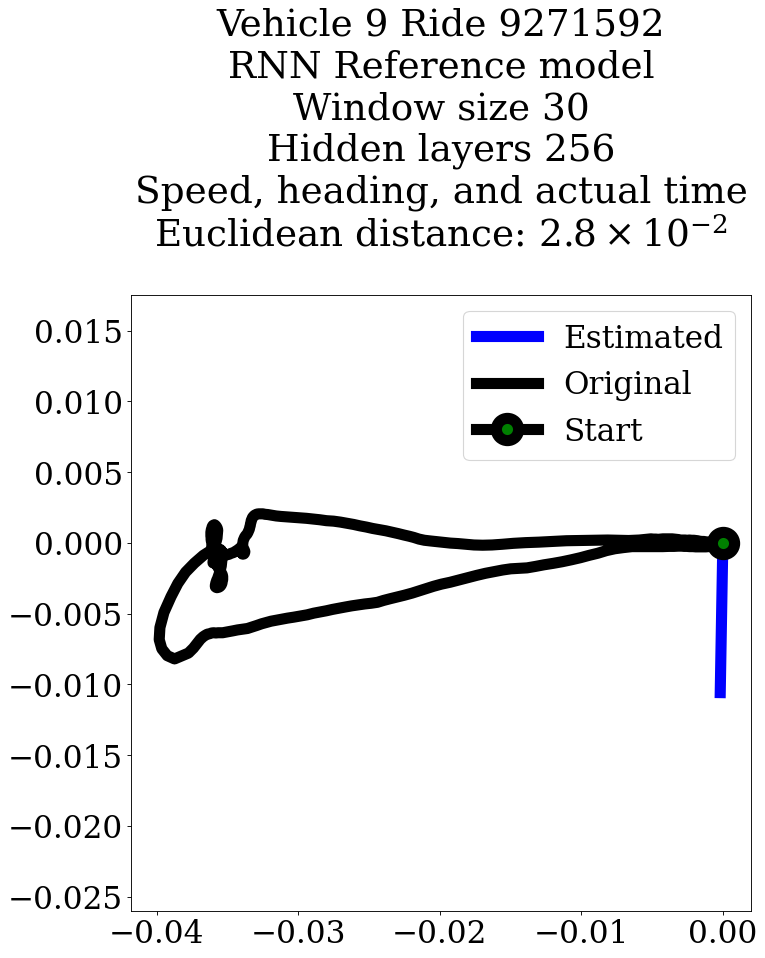 Vehicle 9 Ride 9271592
RNN Reference model
Window size 30
Hidden layers 256
Speed, heading, and actual time
Euclidean distance: 2.8 × 10⁻²
Estimated
Original
Start
0.015
0.010
0.005
0.000
−0.005
−0.010
−0.015
−0.020
−0.025
−0.04 −0.03 −0.02 −0.01 0.00